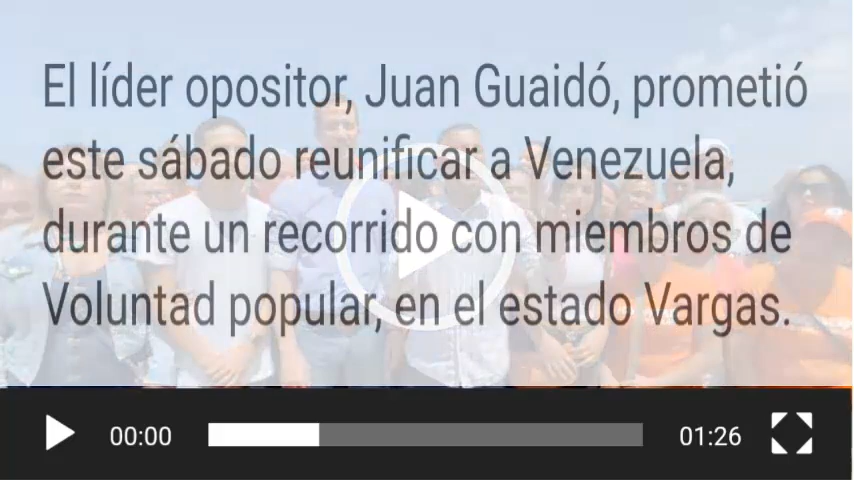 El líder opositor, Juan Guaidó, prometió
este sábado reunificar a Venezuela,
durante un recorrido con miembros de
Voluntad popular, en el estado Vargas.
00:00
01:26